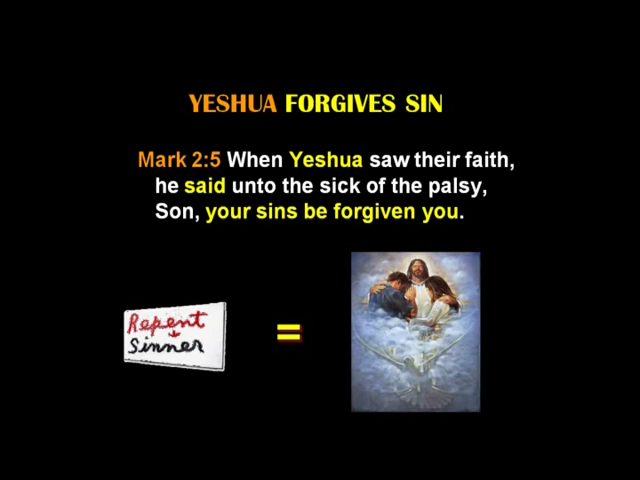 YESHUA FORGIVES SIN
Mark 2:5 When Yeshua saw their faith,
he said unto the sick of the palsy,
Son, your sins be forgiven you.
Repent
Sinner
=